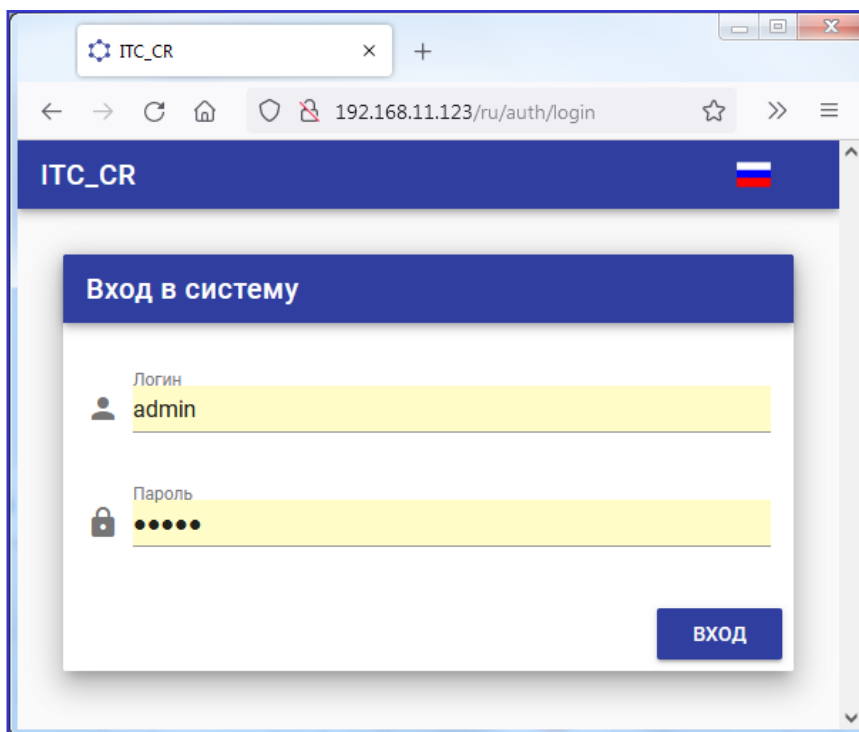 ITC_CR
192.168.11.123/ru/auth/login
ITC_CR
Вход в систему
Логин
admin
Пароль
•••••
ВХОД